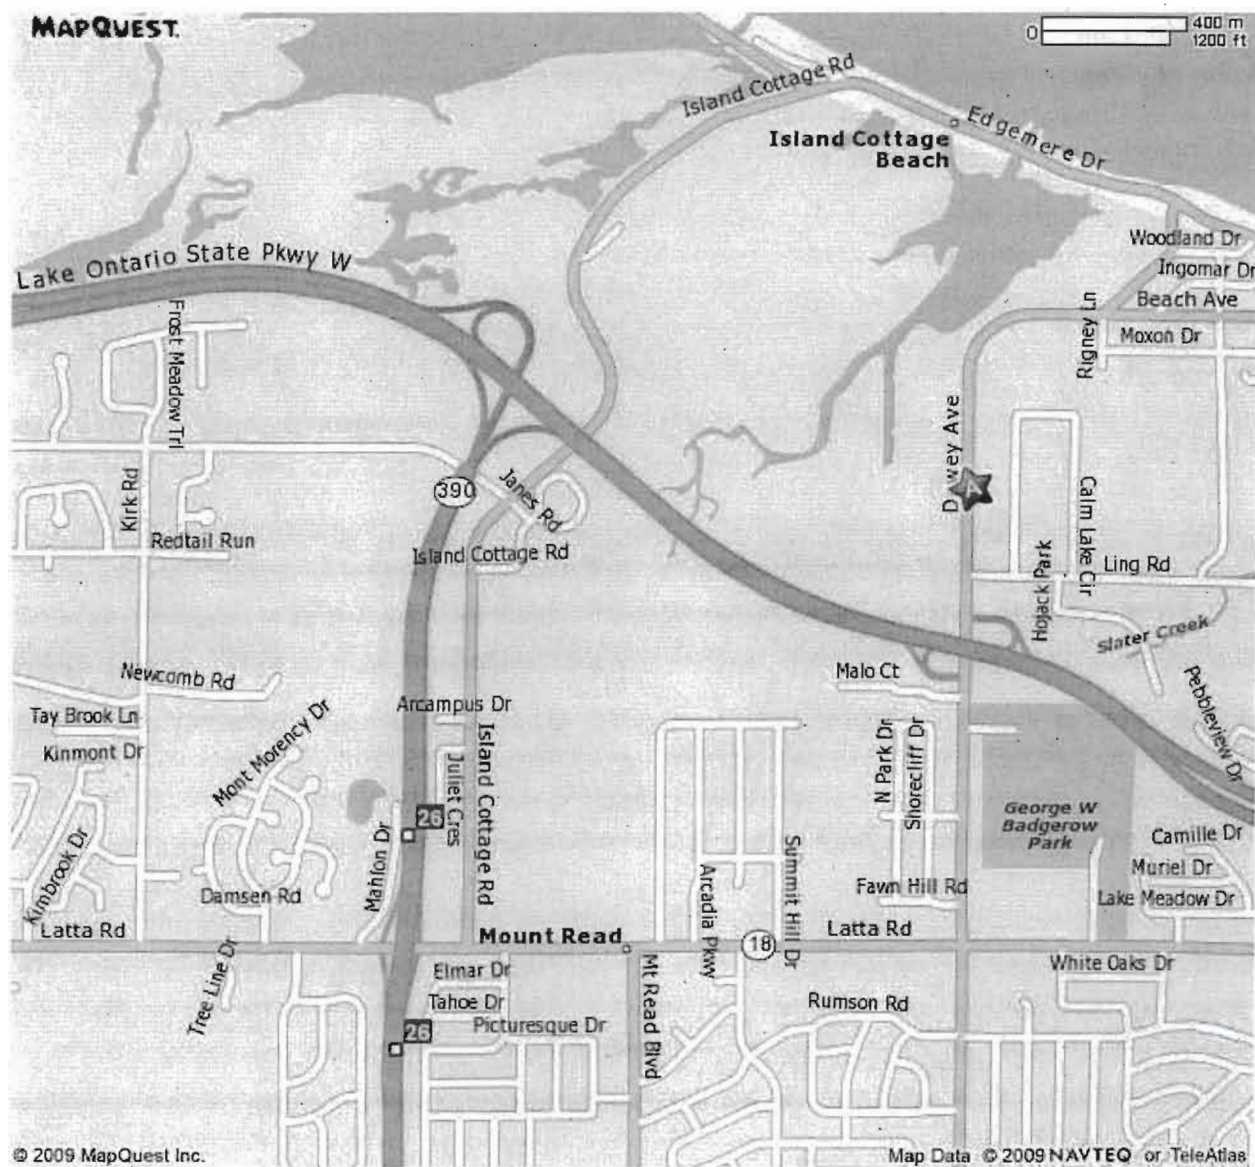 MAPQUEST.
0
400 m
1200 ft
Island Cottage Rd
Edgemere Dr
Island Cottage
Beach
Woodland Dr
Lake Ontario State Pkwy W
Ingomar Dr
Beach Ave
Rigney Ln
Moxon Dr
Frost Meadow Trl
Dewey Ave
A
390
Janes Rd
Kirk Rd
Calm Lake Cir
Redtail Run
Island Cottage Rd
Ling Rd
Hojack Park
Slater Creek
Newcomb Rd
Malo Ct
Pebbleview Dr
Tay Brook Ln
Arcampus Dr
Kinmont Dr
Mont Morency Dr
Juliet Cres
Island Cottage Rd
N Park Dr
Shorecliff Dr
George W
Badgerow
Park
26
Camille Dr
Kimbrook Dr
Mahlon Dr
Summit Hill Dr
Muriel Dr
Damsen Rd
Arcadia Pkwy
Fawn Hill Rd
Lake Meadow Dr
Latta Rd
Mount Read
18
Latta Rd
Tree Line Dr
Elmar Dr
Mt Read Blvd
White Oaks Dr
Tahoe Dr
Rumson Rd
26
Picturesque Dr
© 2009 MapQuest Inc.
Map Data © 2009 NAVTEQ or TeleAtlas